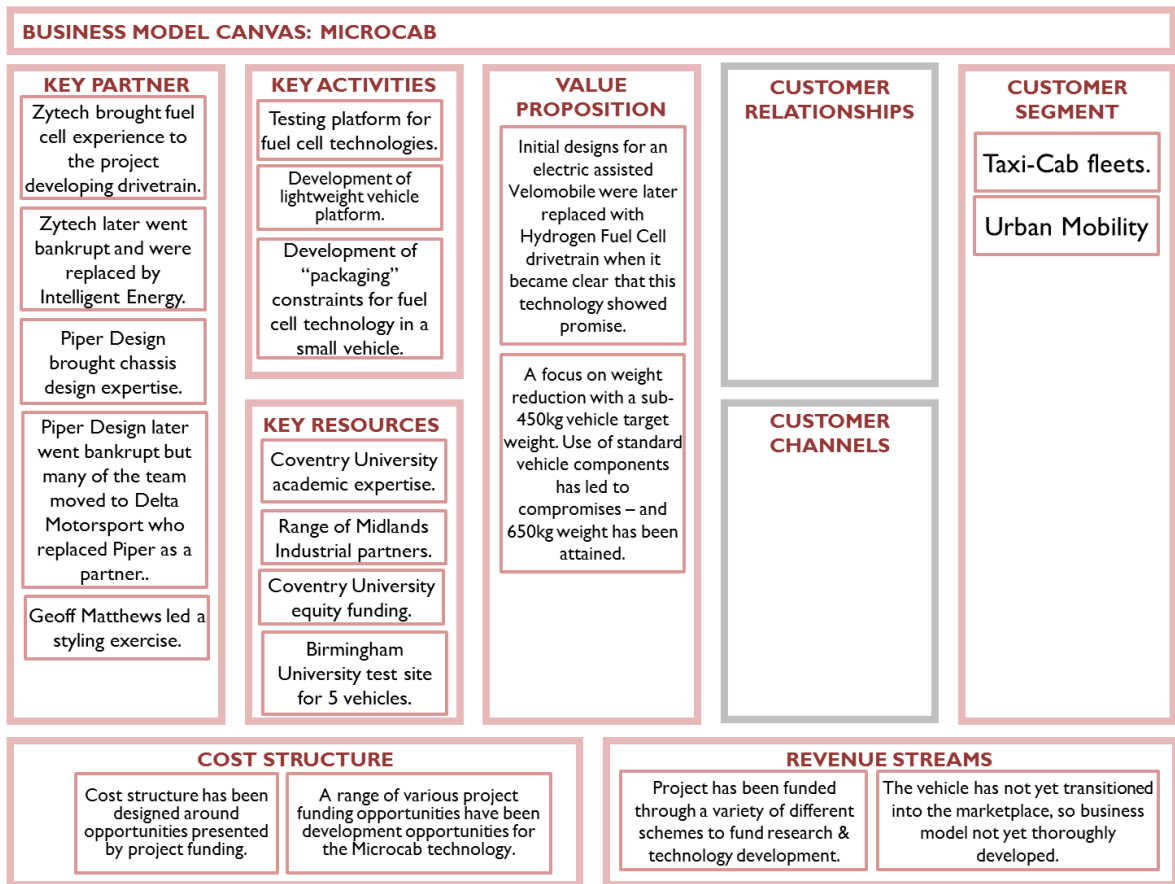 BUSINESS MODEL CANVAS: MICROCAB
KEY PARTNER
Zytech brought fuel
cell experience to
the project
developing drivetrain.
Zytech later went
bankrupt and were
replaced by
Intelligent Energy.
Piper Design
brought chassis
design expertise.
Piper Design later
went bankrupt but
many of the team
moved to Delta
Motorsport who
replaced Piper as a
partner..
Geoff Matthews led a
styling exercise.
KEY ACTIVITIES
Testing platform for
fuel cell technologies.
Development of
lightweight vehicle
platform.
Development of
“packaging”
constraints for fuel
cell technology in a
small vehicle.
KEY RESOURCES
Coventry University
academic expertise.
Range of Midlands
Industrial partners.
Coventry University
equity funding.
Birmingham
University test site
for 5 vehicles.
VALUE
PROPOSITION
Initial designs for an
electric assisted
Velomobile were later
replaced with
Hydrogen Fuel Cell
drivetrain when it
became clear that this
technology showed
promise.
A focus on weight
reduction with a sub-
450kg vehicle target
weight. Use of standard
vehicle components
has led to
compromises – and
650kg weight has been
attained.
CUSTOMER
RELATIONSHIPS
CUSTOMER
CHANNELS
CUSTOMER
SEGMENT
Taxi-Cab fleets.
Urban Mobility
COST STRUCTURE
Cost structure has been
designed around
opportunities presented
by project funding.
A range of various project
funding opportunities have been
development opportunities for
the Microcab technology.
REVENUE STREAMS
Project has been funded
through a variety of different
schemes to fund research &
technology development.
The vehicle has not yet transitioned
into the marketplace, so business
model not yet thoroughly
developed.